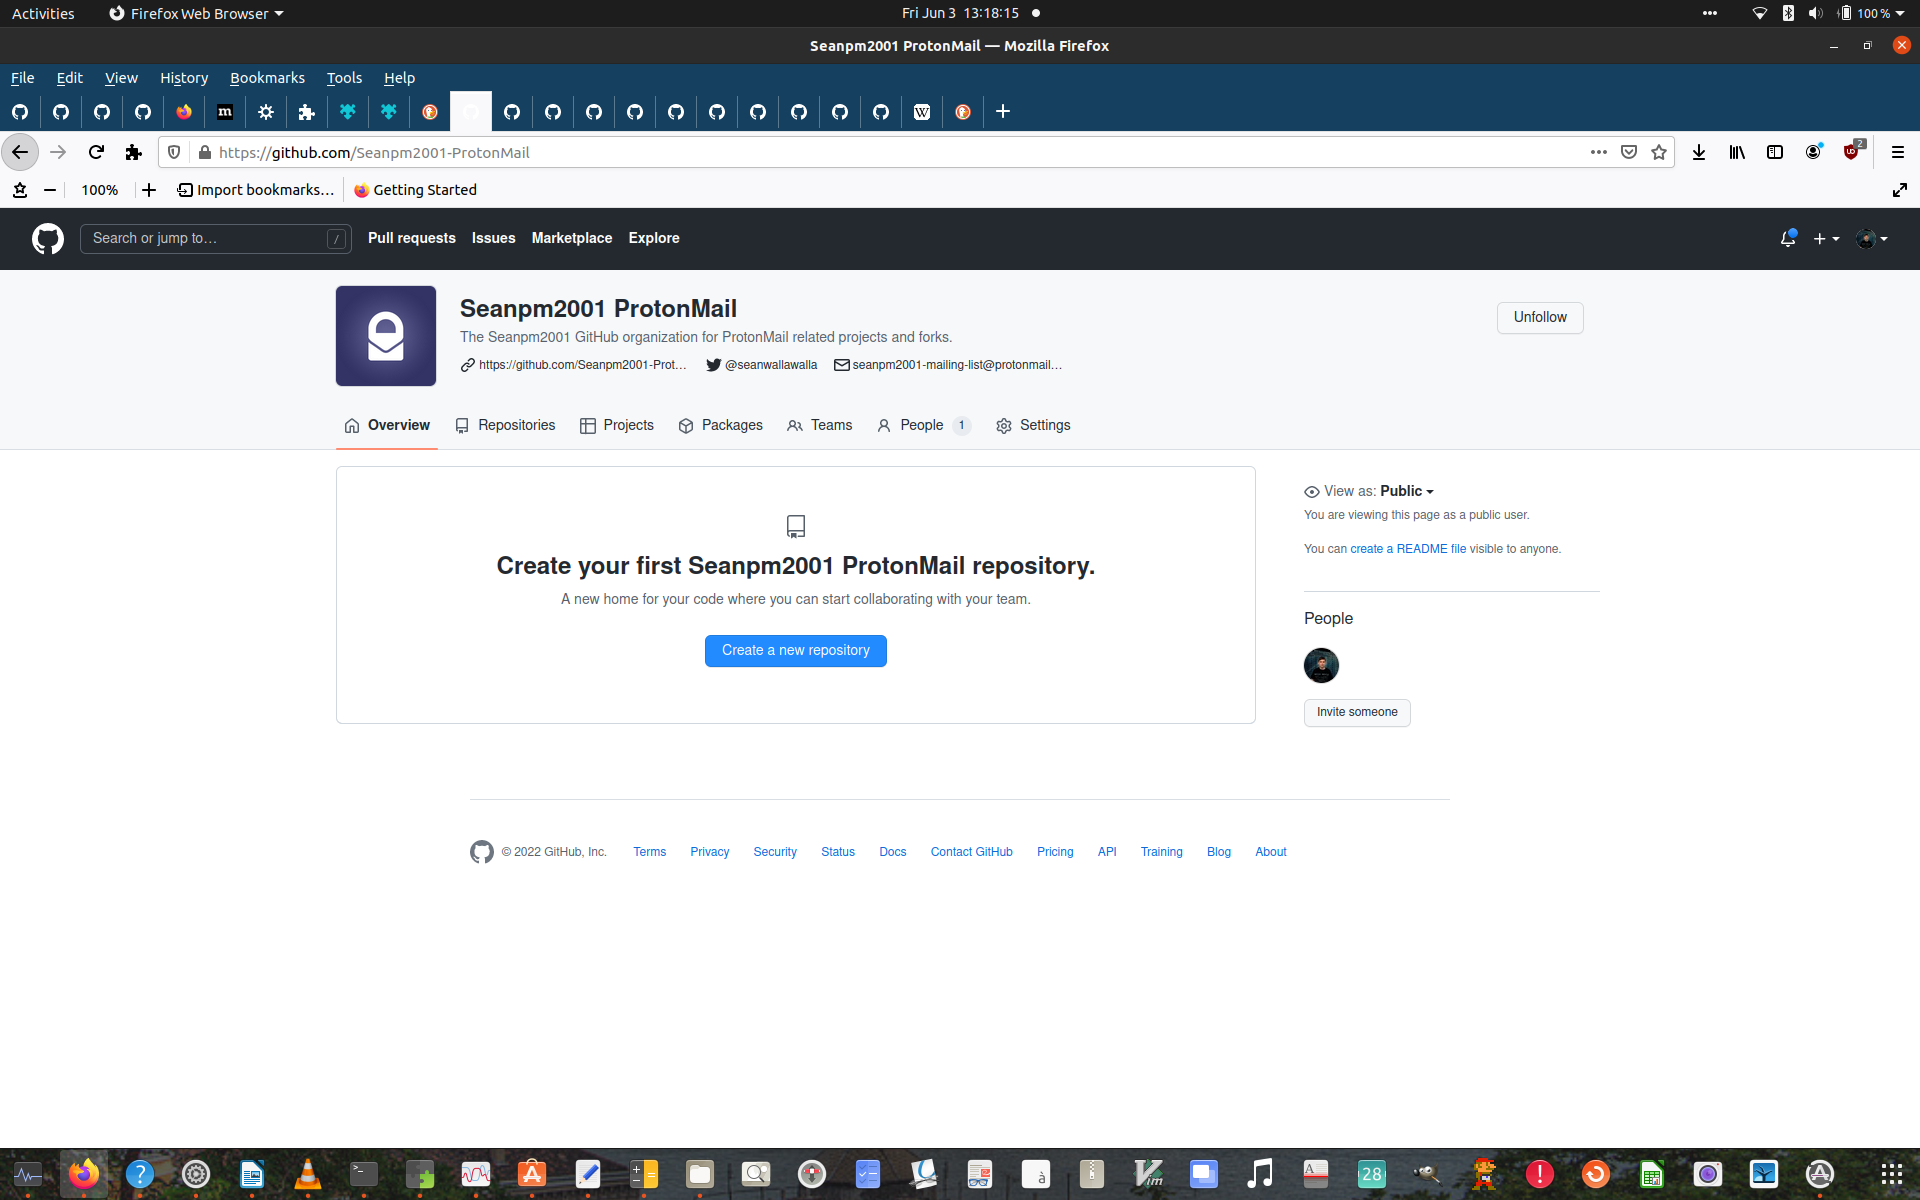 Activities
Firefox Web Browser
Fri Jun 3 13:18:15
100 %
Seanpm2001 ProtonMail — Mozilla Firefox
File Edit View History Bookmarks Tools Help
https://github.com/Seanpm2001-ProtonMail
2
100%
Import bookmarks…
Getting Started
Search or jump to…
/
Pull requests
Issues
Marketplace
Explore
Seanpm2001 ProtonMail
Unfollow
The Seanpm2001 GitHub organization for ProtonMail related projects and forks.
https://github.com/Seanpm2001-Prot…
@seanwallawalla
seanpm2001-mailing-list@protonmail…
Overview
Repositories
Projects
Packages
Teams
People 1
Settings
Create your first Seanpm2001 ProtonMail repository.
A new home for your code where you can start collaborating with your team.
Create a new repository
View as: Public
You are viewing this page as a public user.
You can create a README file visible to anyone.
People
Invite someone
© 2022 GitHub, Inc.
Terms
Privacy
Security
Status
Docs
Contact GitHub
Pricing
API
Training
Blog
About
28